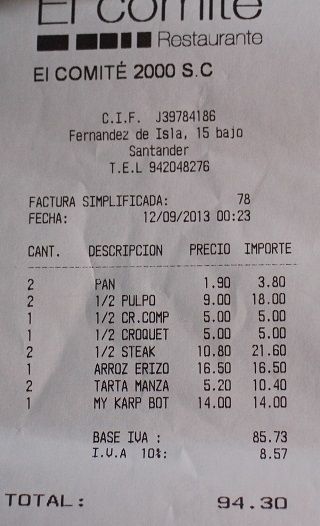 El comité
Restaurante
El COMITÉ 2000 S.C
C.I.F. J39784186
Fernandez de Isla, 15 bajo
Santander
T.E.L 942048276
FACTURA SIMPLIFICADA: 78
FECHA: 12/09/2013 00:23
CANT. DESCRIPCION PRECIO IMPORTE
2 PAN 1.90 3.80
2 1/2 PULPO 9.00 18.00
1 1/2 CR.COMP 5.00 5.00
1 1/2 CROQUET 5.00 5.00
2 1/2 STEAK 10.80 21.60
1 ARROZ ERIZO 16.50 16.50
2 TARTA MANZA 5.20 10.40
1 MY KARP BOT 14.00 14.00
BASE IVA : 85.73
I.V.A 10%: 8.57
TOTAL: 94.30